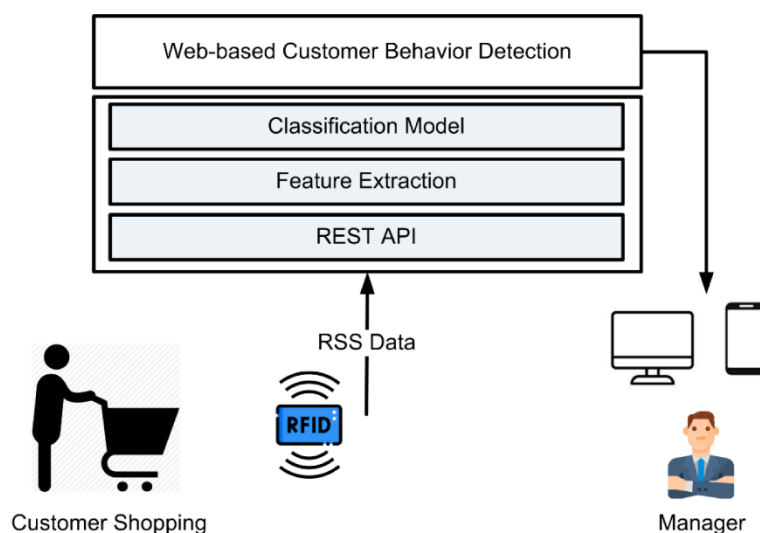 Web-based Customer Behavior Detection
Classification Model
Feature Extraction
REST API
RSS Data
RFID
Customer Shopping
Manager